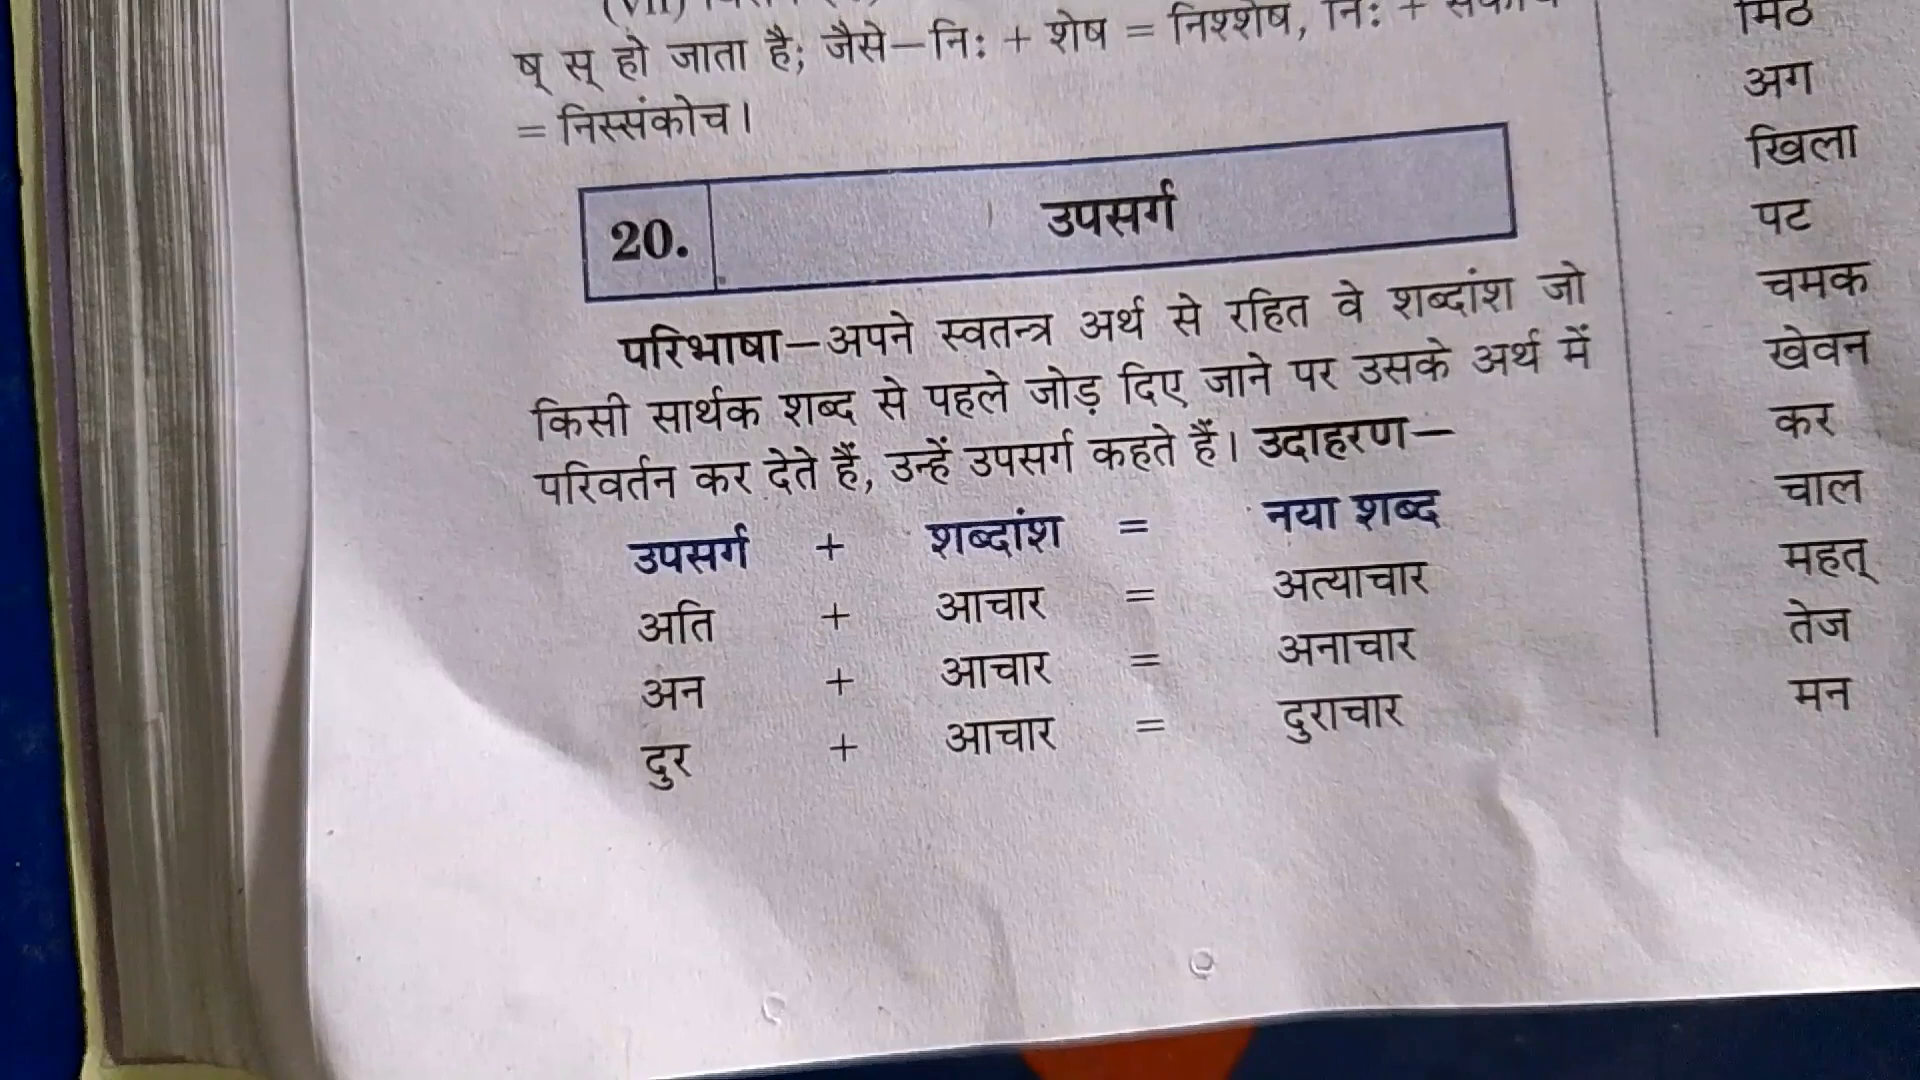 ष् स् हो जाता है; जैसे—निः + शेष = निश्शेष, निः +
= निस्संकोच।
20. उपसर्ग
परिभाषा—अपने स्वतन्त्र अर्थ से रहित वे शब्दांश जो
किसी सार्थक शब्द से पहले जोड़ दिए जाने पर उसके अर्थ में
परिवर्तन कर देते हैं, उन्हें उपसर्ग कहते हैं। उदाहरण—
उपसर्ग + शब्दांश = नया शब्द
अति + आचार = अत्याचार
अन + आचार = अनाचार
दुर + आचार = दुराचार
मिठ
अग
खिला
पट
चमक
खेवन
कर
चाल
महत्
तेज
मन